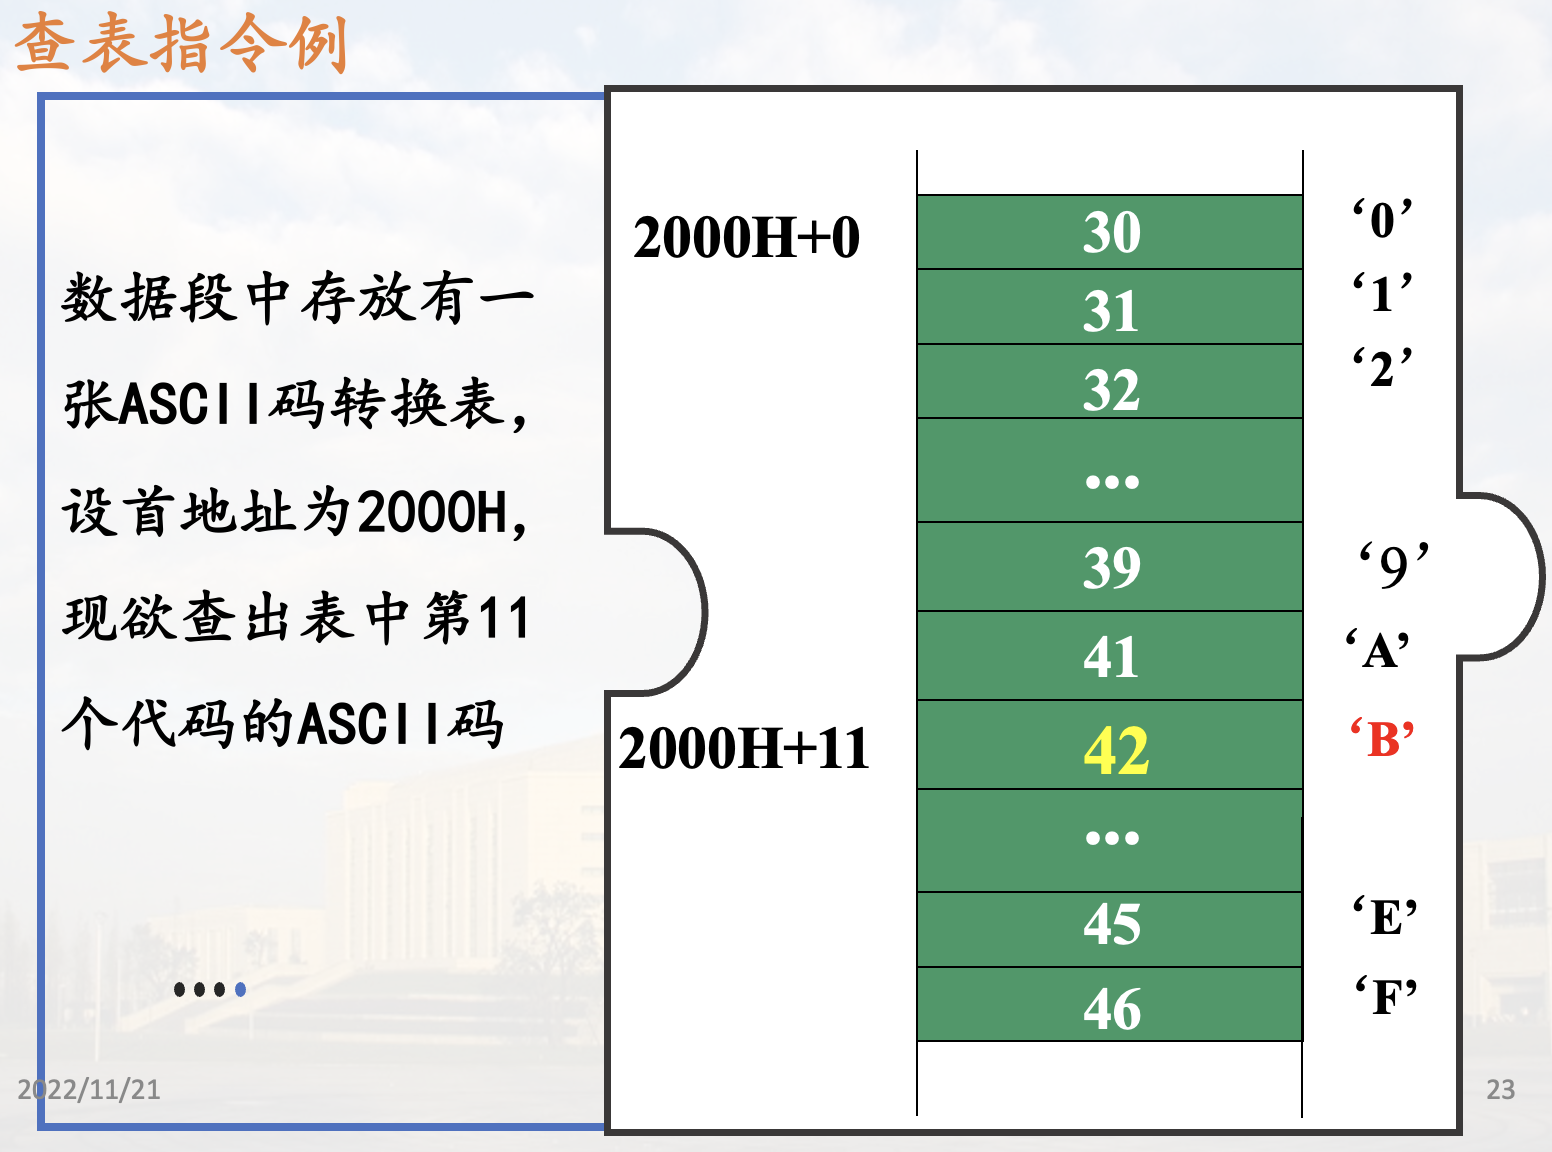 查表指令例
数据段中存放有一
张ASCII码转换表，
设首地址为2000H，
现欲查出表中第11
个代码的ASCII码
....
2000H+0 30 ‘0’
31 ‘1’
32 ‘2’
...
39 ‘9’
41 ‘A’
2000H+11 42 ‘B’
...
45 ‘E’
46 ‘F’
2022/11/21
23